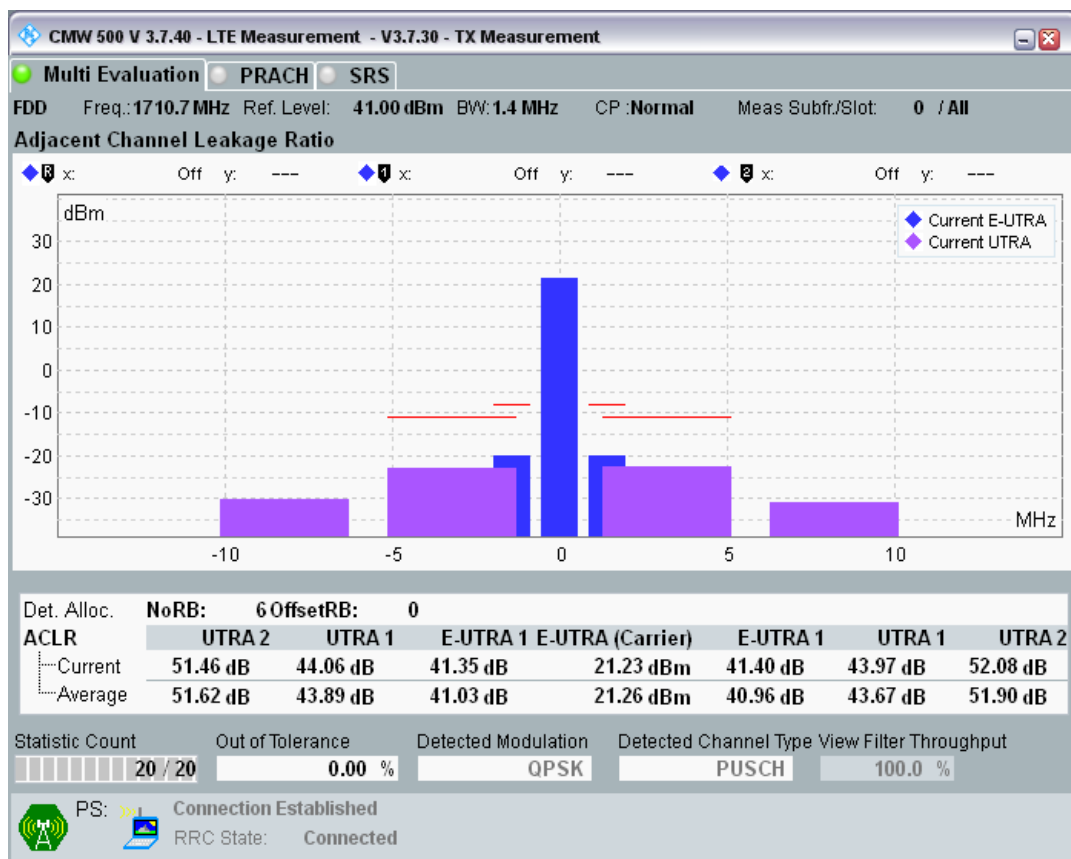 CMW 500 V 3.7.40 - LTE Measurement - V3.7.30 - TX Measurement
Multi Evaluation PRACH SRS
FDD Freq.: 1710.7 MHz Ref. Level: 41.00 dBm BW: 1.4 MHz CP :Normal Meas Subfr./Slot: 0 / All
Adjacent Channel Leakage Ratio
R x: Off y: --- 1 x: Off y: --- 2 x: Off y: ---
dBm
Current E-UTRA
Current UTRA
30
20
10
0
-10
-20
-30
MHz
-10 -5 0 5 10
Det. Alloc. NoRB: 6 OffsetRB: 0
ACLR UTRA 2 UTRA 1 E-UTRA 1 E-UTRA (Carrier) E-UTRA 1 UTRA 1 UTRA 2
Current 51.46 dB 44.06 dB 41.35 dB 21.23 dBm 41.40 dB 43.97 dB 52.08 dB
Average 51.62 dB 43.89 dB 41.03 dB 21.26 dBm 40.96 dB 43.67 dB 51.90 dB
Statistic Count Out of Tolerance Detected Modulation Detected Channel Type View Filter Throughput
20 / 20 0.00 % QPSK PUSCH 100.0 %
PS: Connection Established
RRC State: Connected